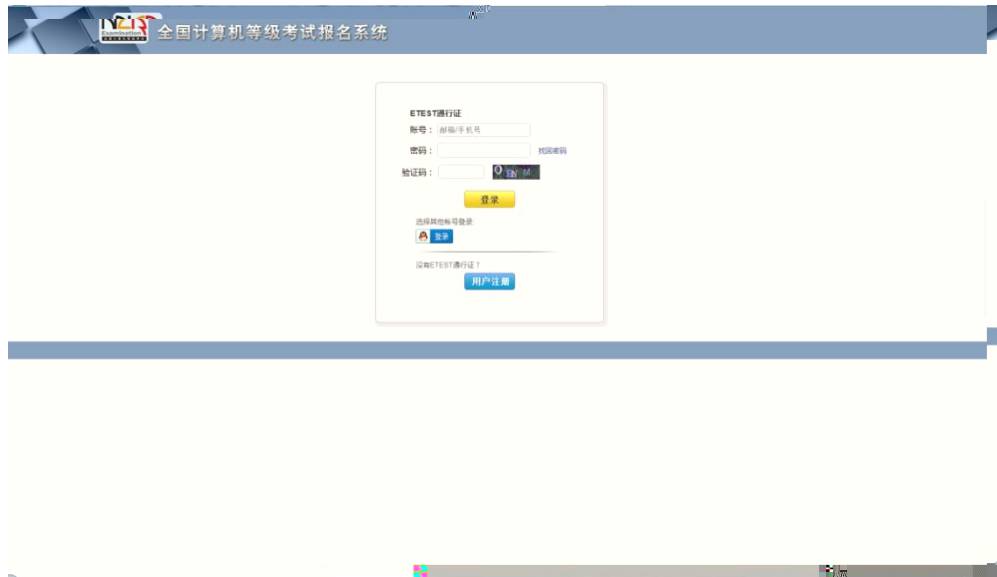 Examination
全国计算机等级考试报名系统
ETEST通行证
账号： 邮箱/手机号
密码： 找回密码
验证码：
登录
选择其他帐号登录:
登录
没有ETEST通行证？
用户注册